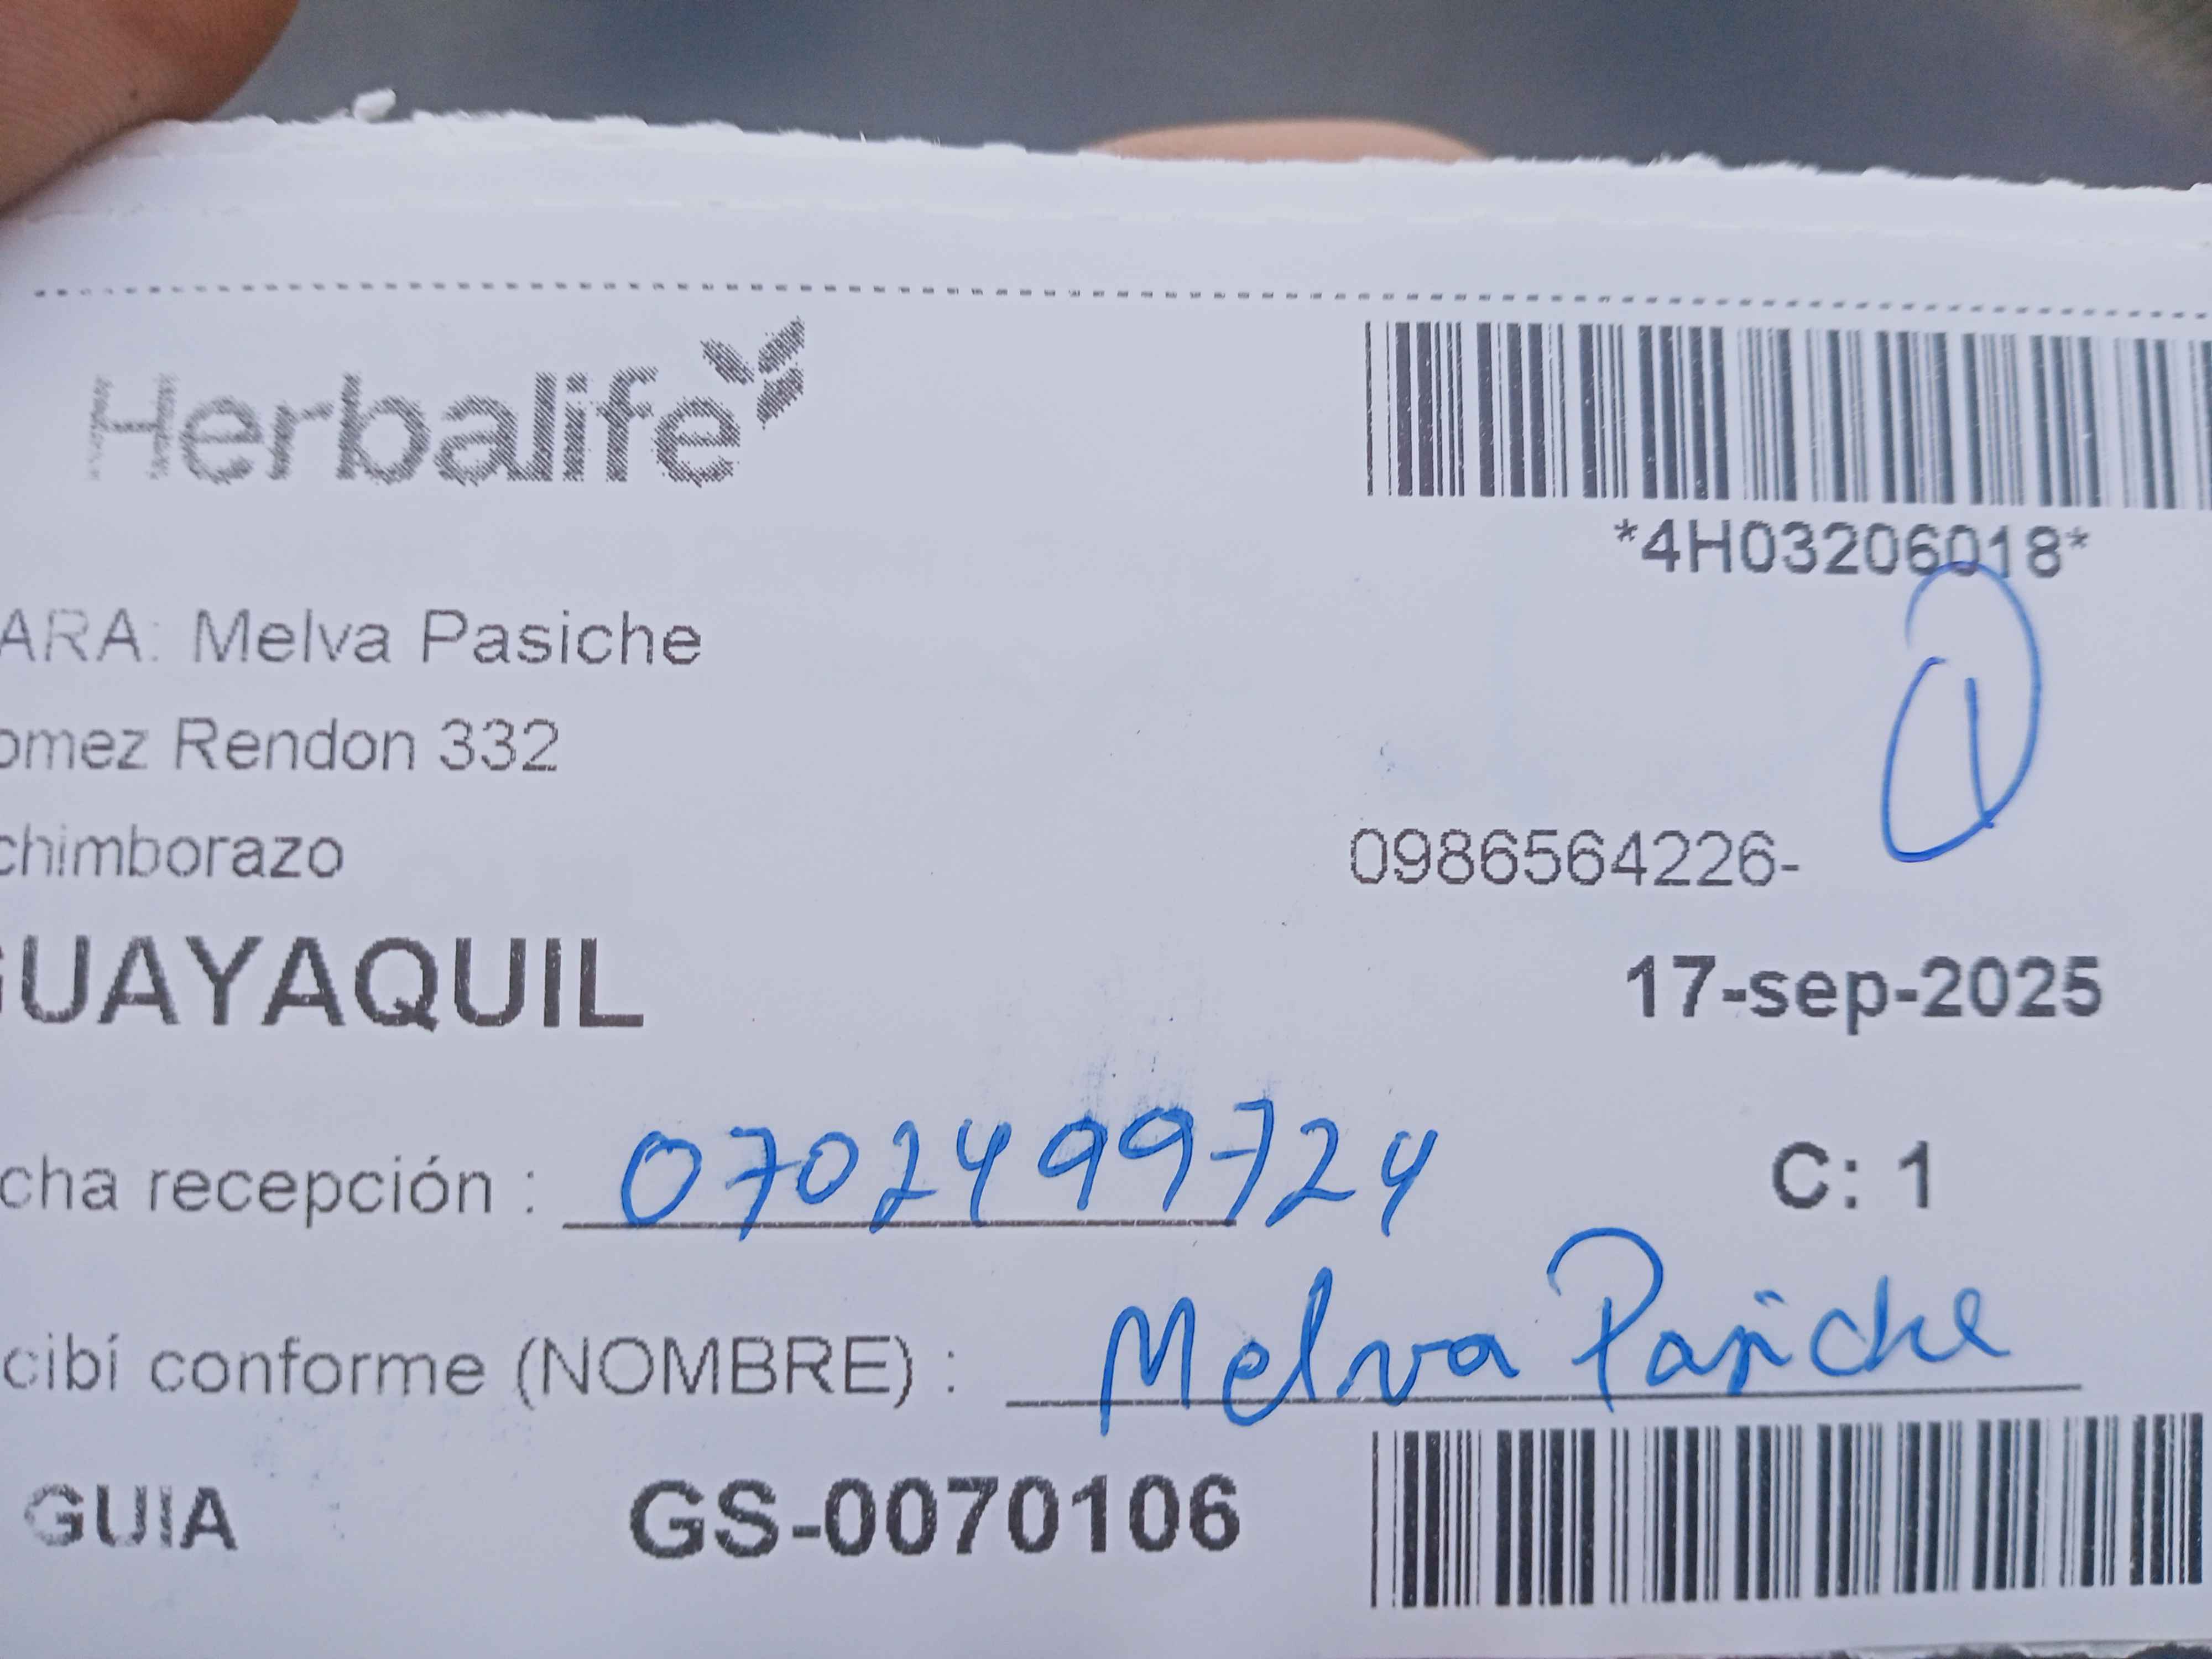 Herbalife
*4H03206018*
ARA: Melva Pasiche
omez Rendon 332
chimborazo
0986564226-
1
GUAYAQUIL
17-sep-2025
cha recepción : 0702499724
C: 1
cibí conforme (NOMBRE) : Melva Pasiche
GUIA GS-0070106